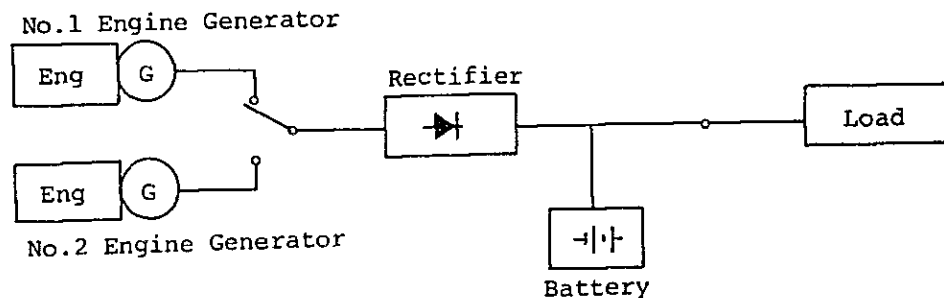 No.1 Engine Generator
Eng
G
Rectifier
Load
Eng
G
No.2 Engine Generator
Battery